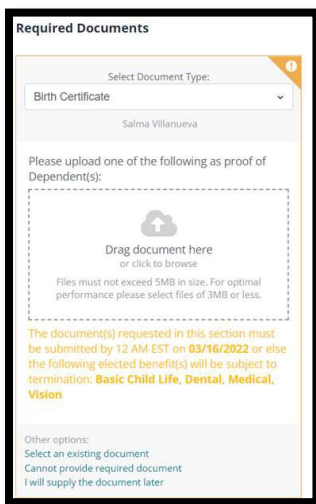 Required Documents
Select Document Type:
Birth Certificate
Salma Villanueva
Please upload one of the following as proof of
Dependent(s):
Drag document here
or click to browse
Files must not exceed 5MB in size. For optimal
performance please select files of 3MB or less.
The document(s) requested in this section must
be submitted by 12 AM EST on 03/16/2022 or else
the following elected benefit(s) will be subject to
termination: Basic Child Life, Dental, Medical,
Vision
Other options:
Select an existing document
Cannot provide required document
I will supply the document later